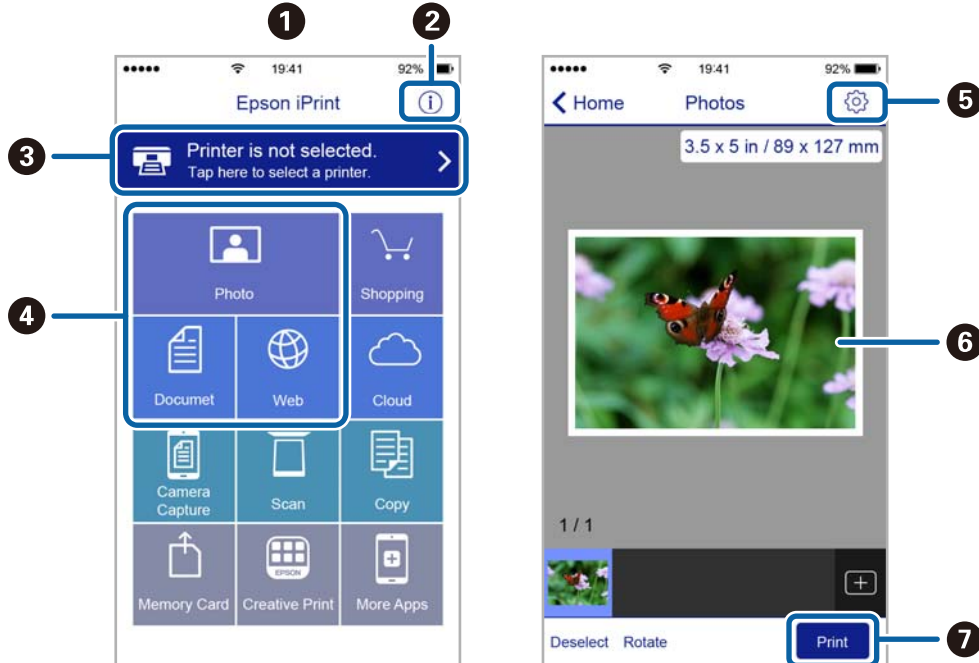 1
2
19:41
92%
Epson iPrint
3
Printer is not selected.
Tap here to select a printer.
4
Photo
Shopping
Documet
Web
Cloud
Camera
Capture
Scan
Copy
EPSON
Memory Card
Creative Print
More Apps
19:41
92%
Home
Photos
5
3.5 x 5 in / 89 x 127 mm
6
1 / 1
Deselect
Rotate
Print
7